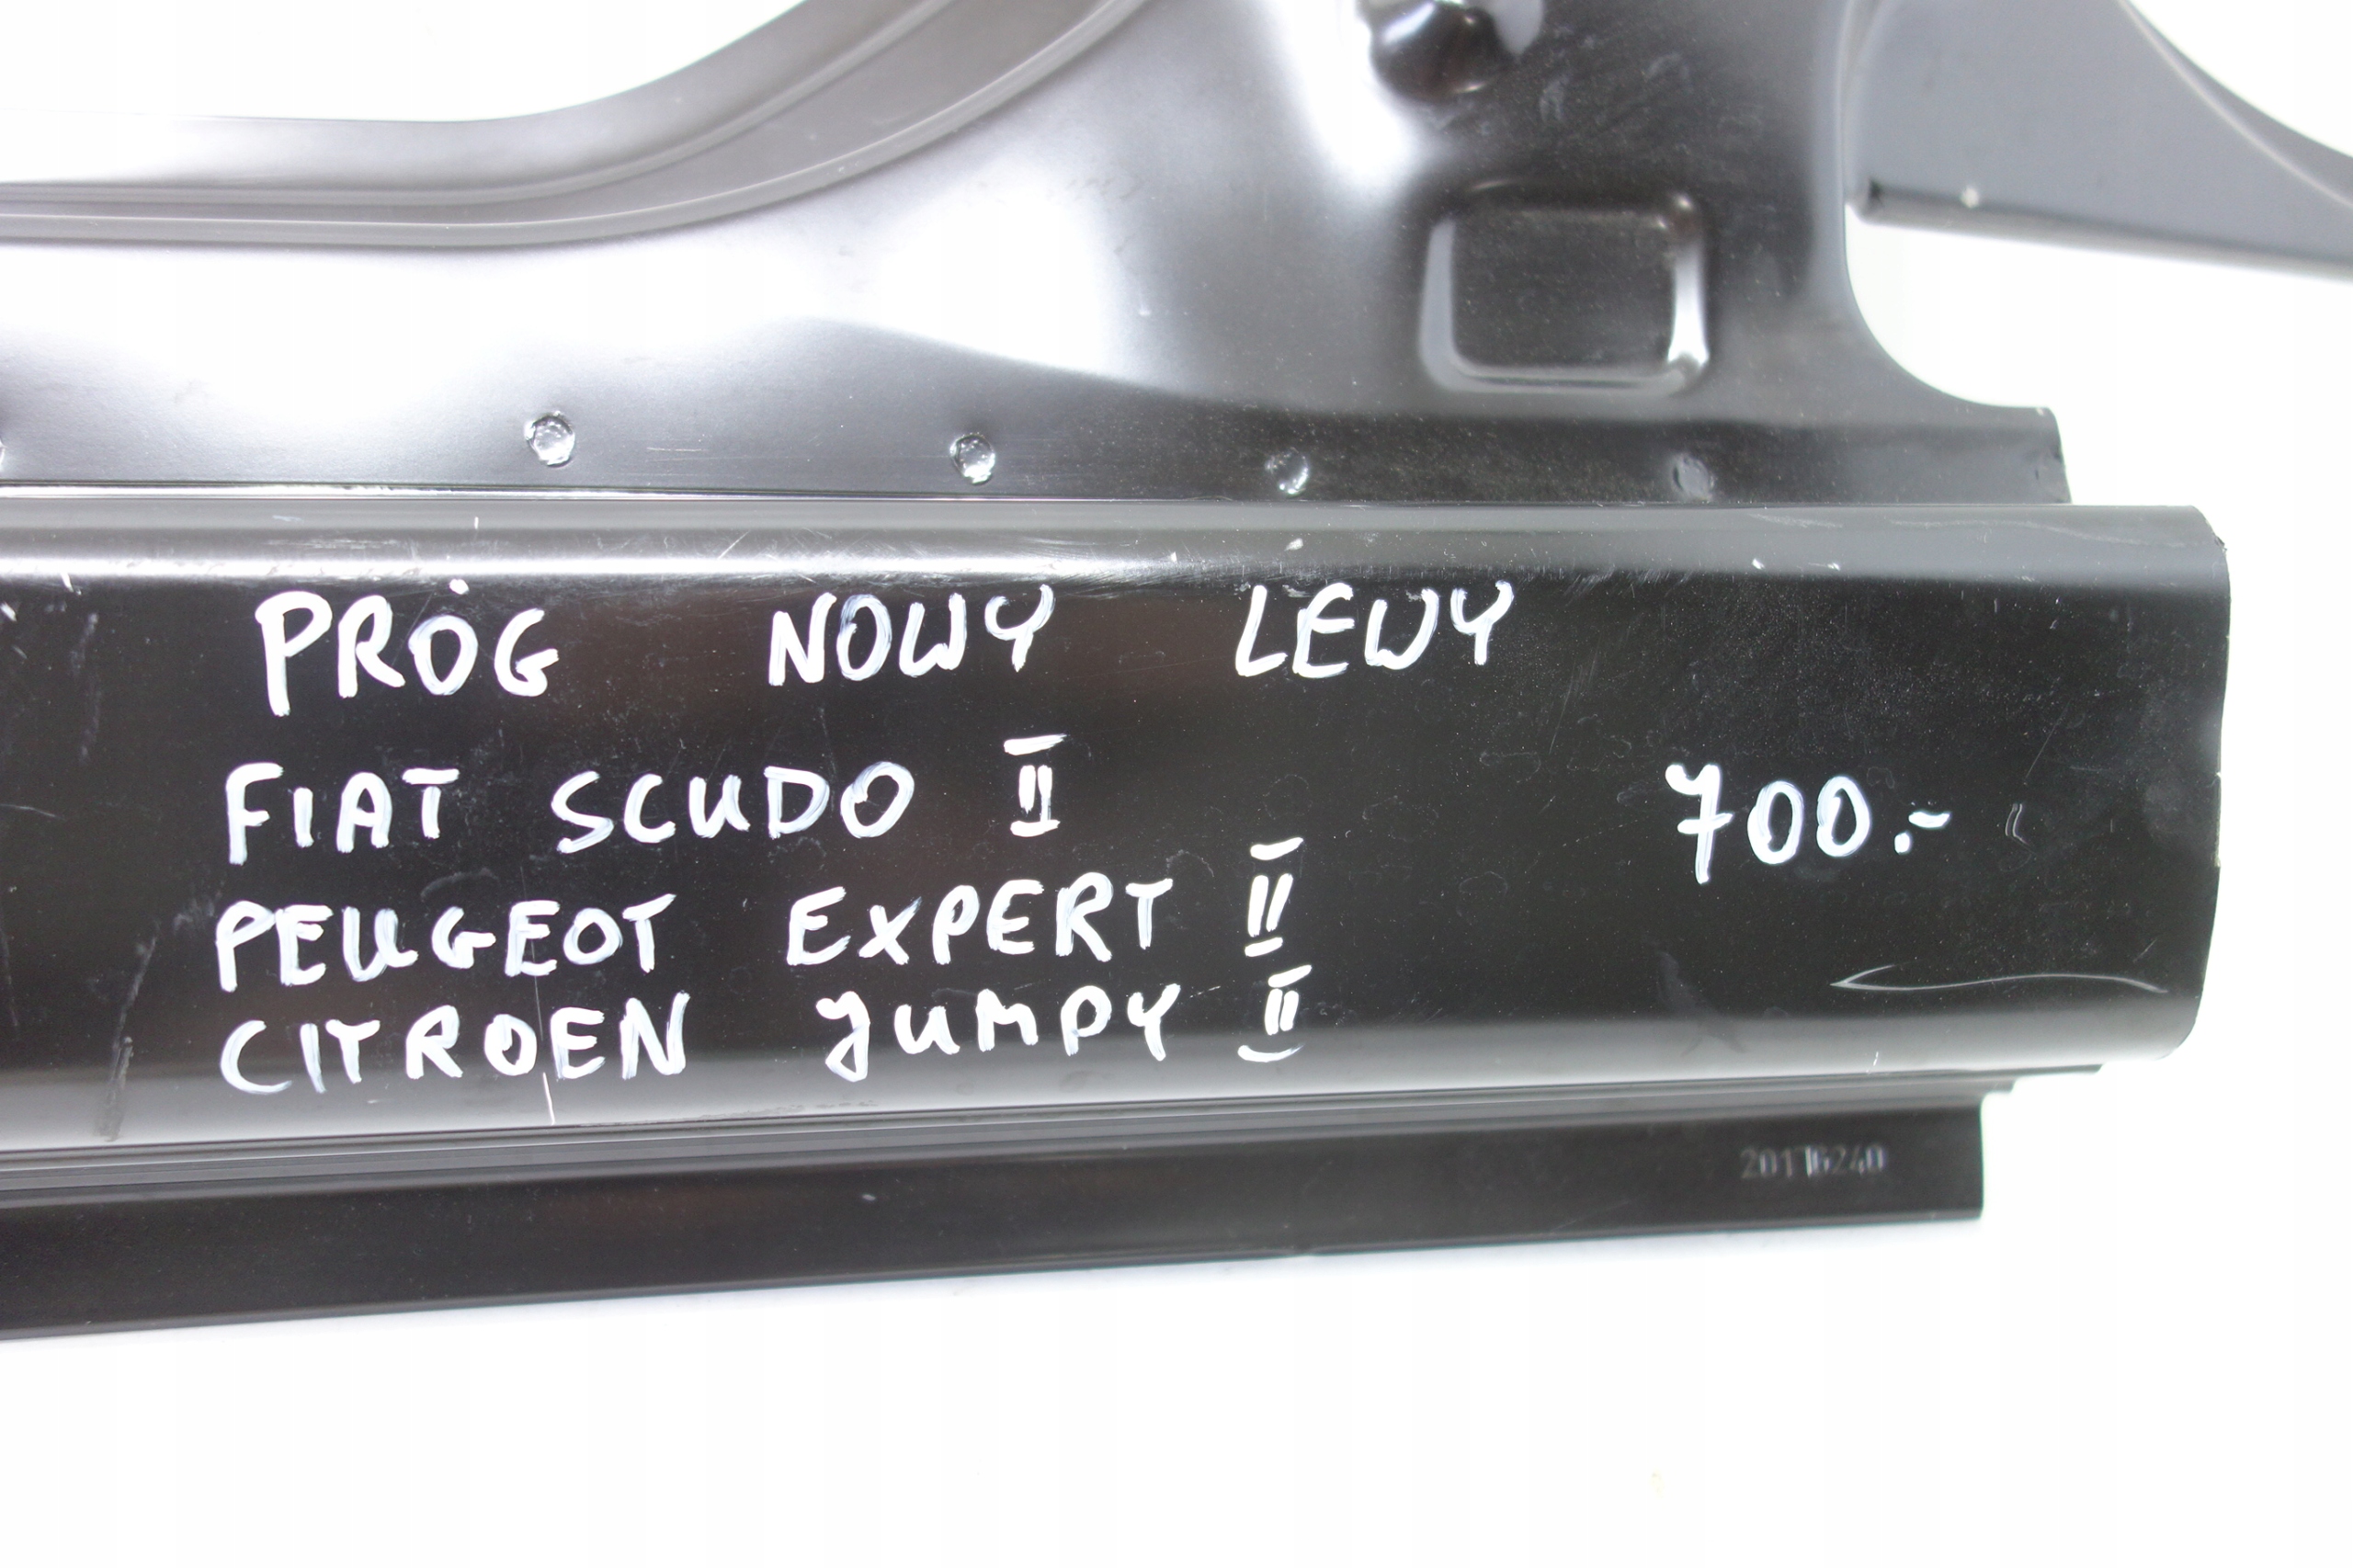 PRÓG NOWY LEWY
FIAT SCUDO II
700.-
PEUGEOT EXPERT II
CITROEN JUMPY II